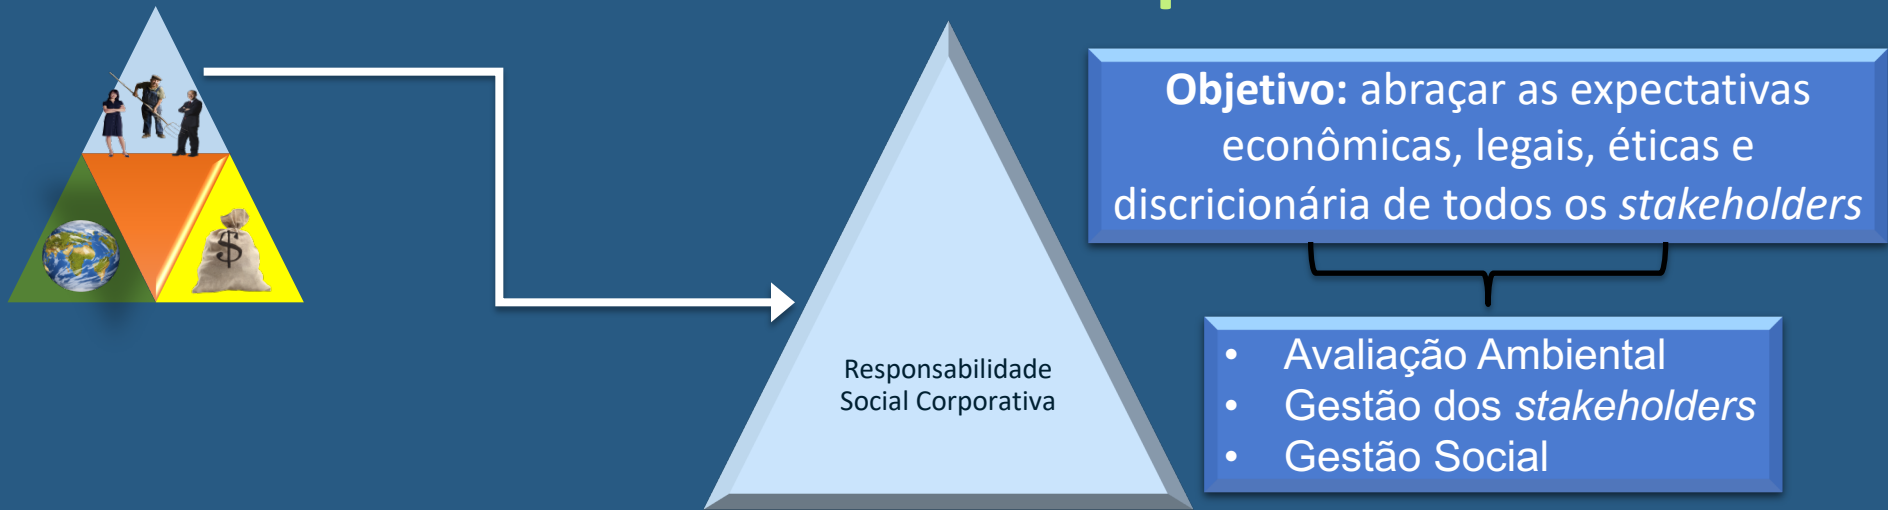 Objetivo: abraçar as expectativas
econômicas, legais, éticas e
discricionária de todos os stakeholders
Responsabilidade
Social Corporativa
• Avaliação Ambiental
• Gestão dos stakeholders
• Gestão Social